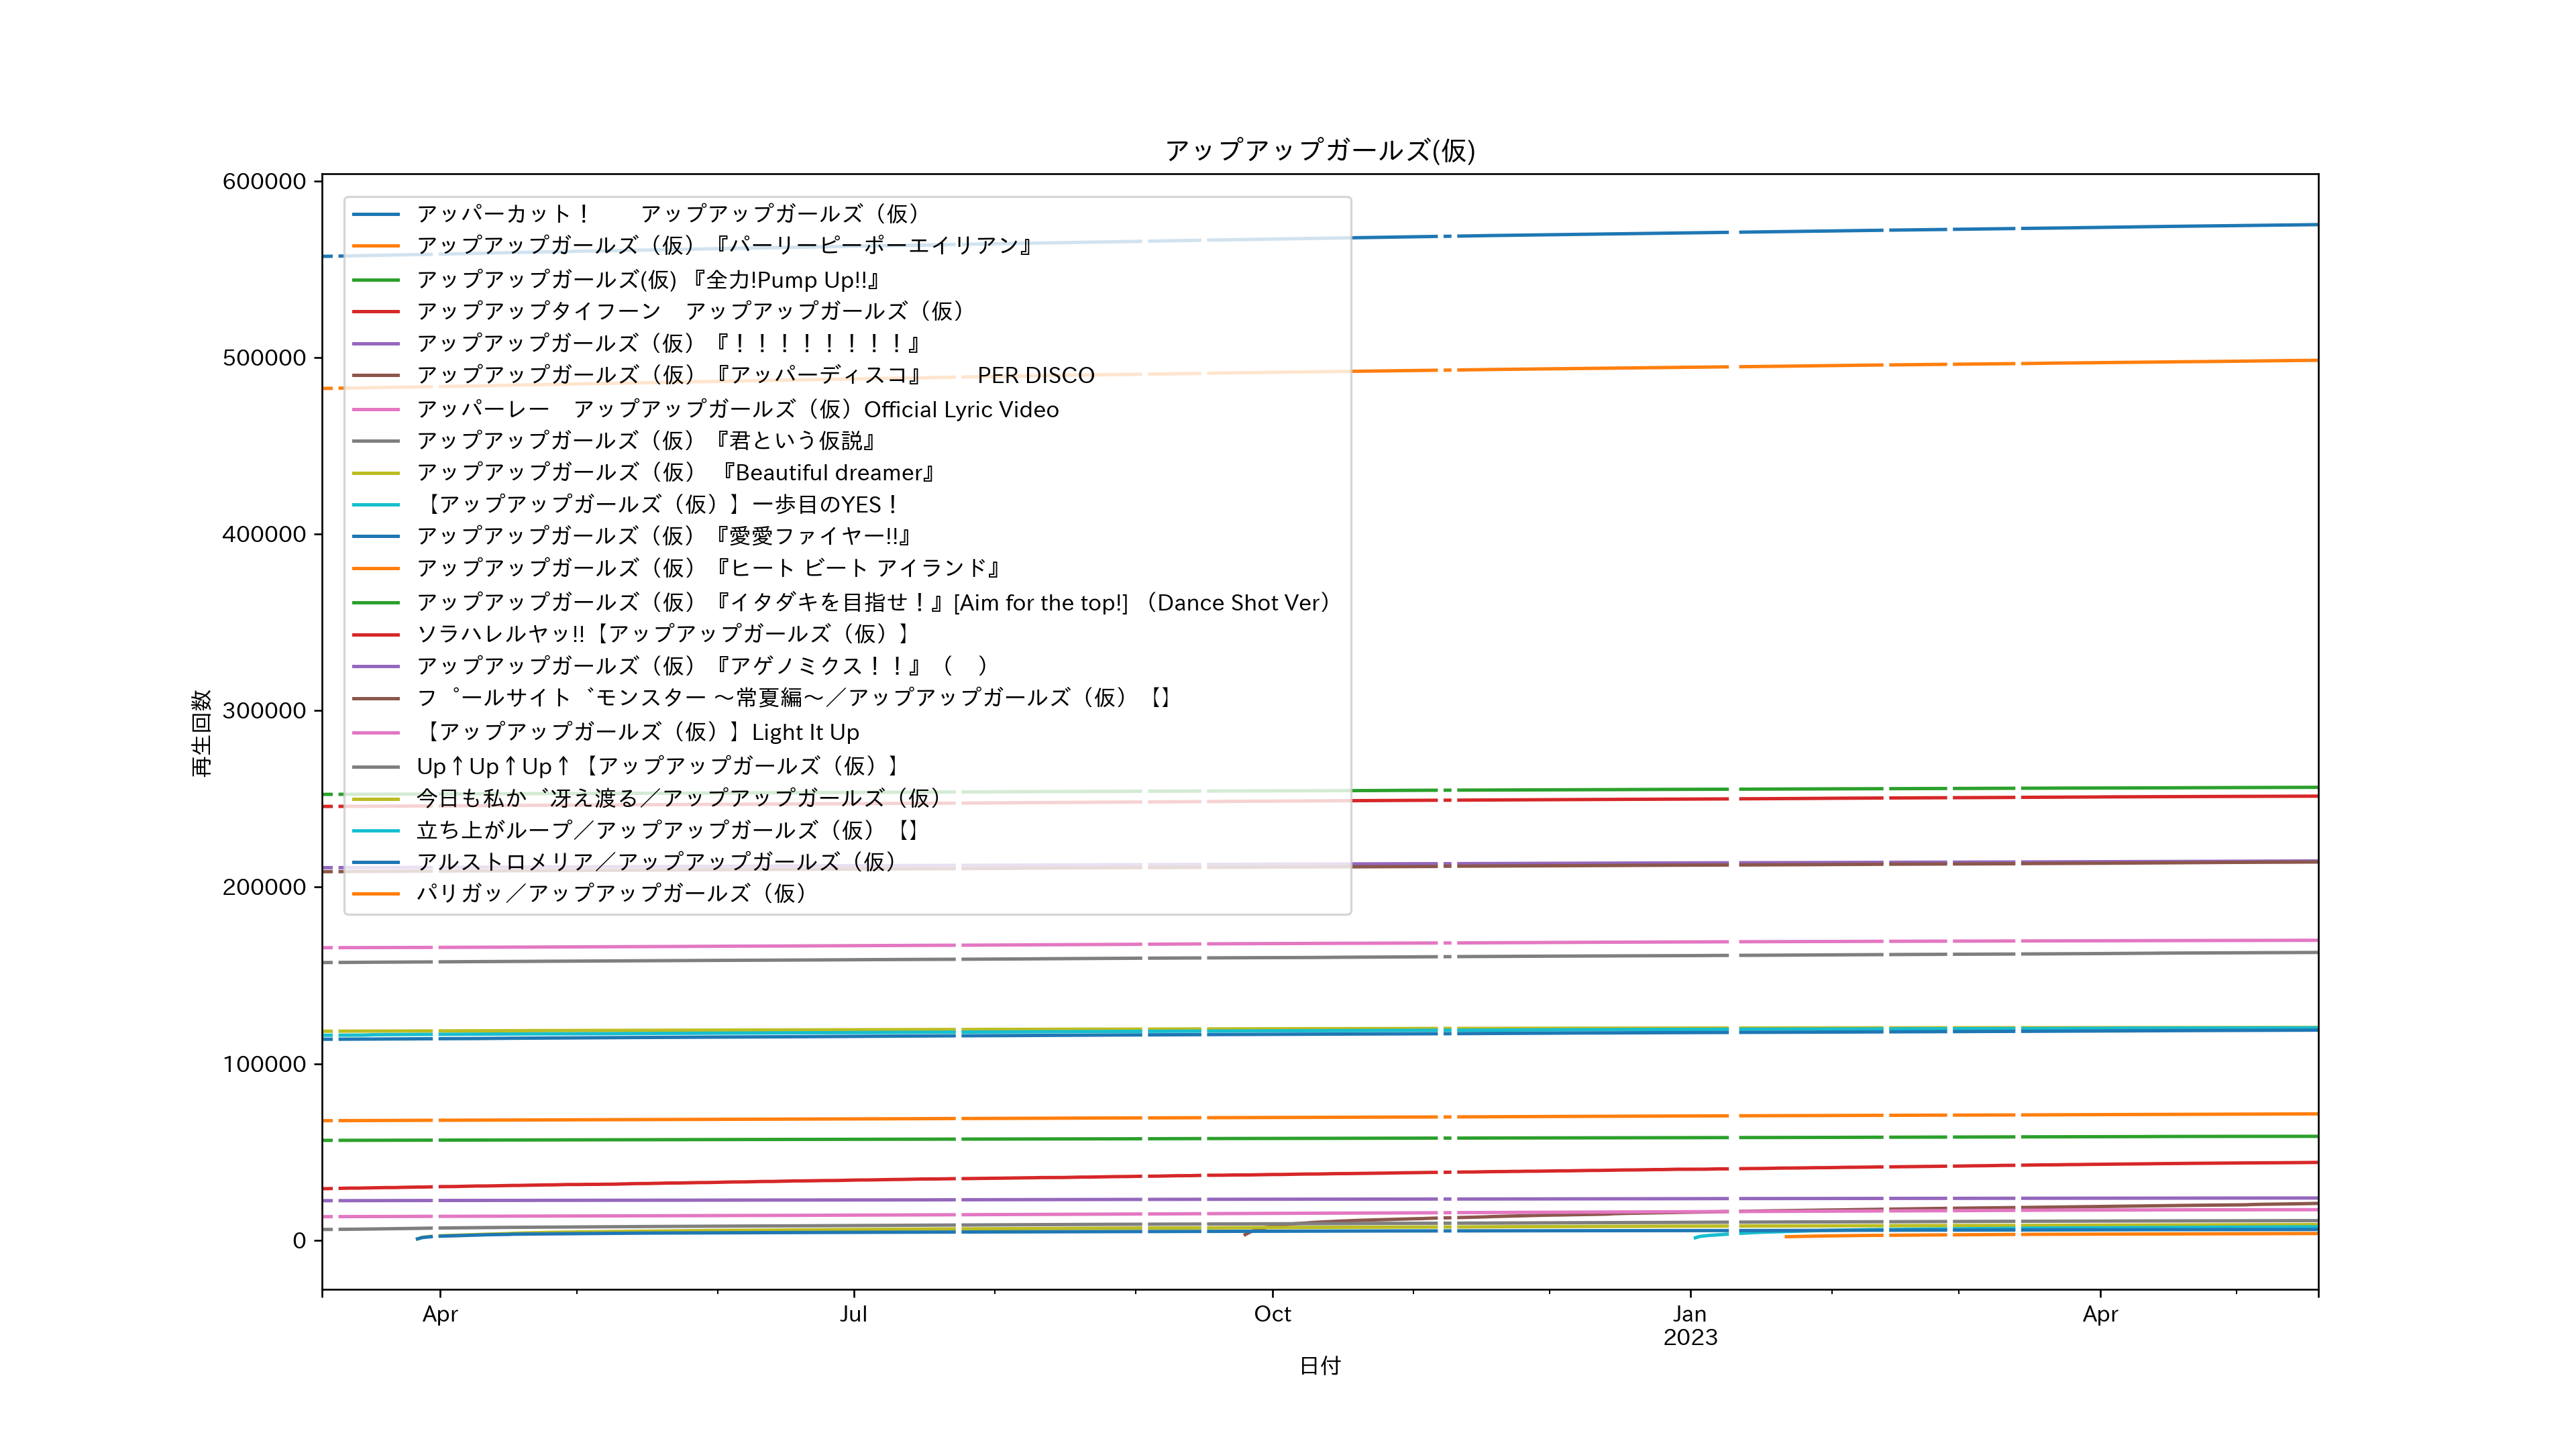 アップアップガールズ(仮)
600000
500000
400000
300000
200000
100000
0
再生回数
アッパーカット！　　アップアップガールズ（仮）
アップアップガールズ（仮）『パーリーピーポーエイリアン』
アップアップガールズ(仮) 『全力!Pump Up!!』
アップアップタイフーン　アップアップガールズ（仮）
アップアップガールズ（仮）『！！！！！！！！』
アップアップガールズ（仮）『アッパーディスコ』　　PER DISCO
アッパーレー　アップアップガールズ（仮）Official Lyric Video
アップアップガールズ（仮）『君という仮説』
アップアップガールズ（仮） 『Beautiful dreamer』
【アップアップガールズ（仮）】一歩目のYES！
アップアップガールズ（仮）『愛愛ファイヤー!!』
アップアップガールズ（仮）『ヒート ビート アイランド』
アップアップガールズ（仮）『イタダキを目指せ！』[Aim for the top!] （Dance Shot Ver）
ソラハレルヤッ!!【アップアップガールズ（仮）】
アップアップガールズ（仮）『アゲノミクス！！』（　）
フ゜ールサイト゛モンスター ～常夏編～／アップアップガールズ（仮）【】
【アップアップガールズ（仮）】Light It Up
Up↑Up↑Up↑【アップアップガールズ（仮）】
今日も私か゛冴え渡る／アップアップガールズ（仮）
立ち上がループ／アップアップガールズ（仮）【】
アルストロメリア／アップアップガールズ（仮）
パリガッ／アップアップガールズ（仮）
Apr
Jul
Oct
Jan
2023
Apr
日付